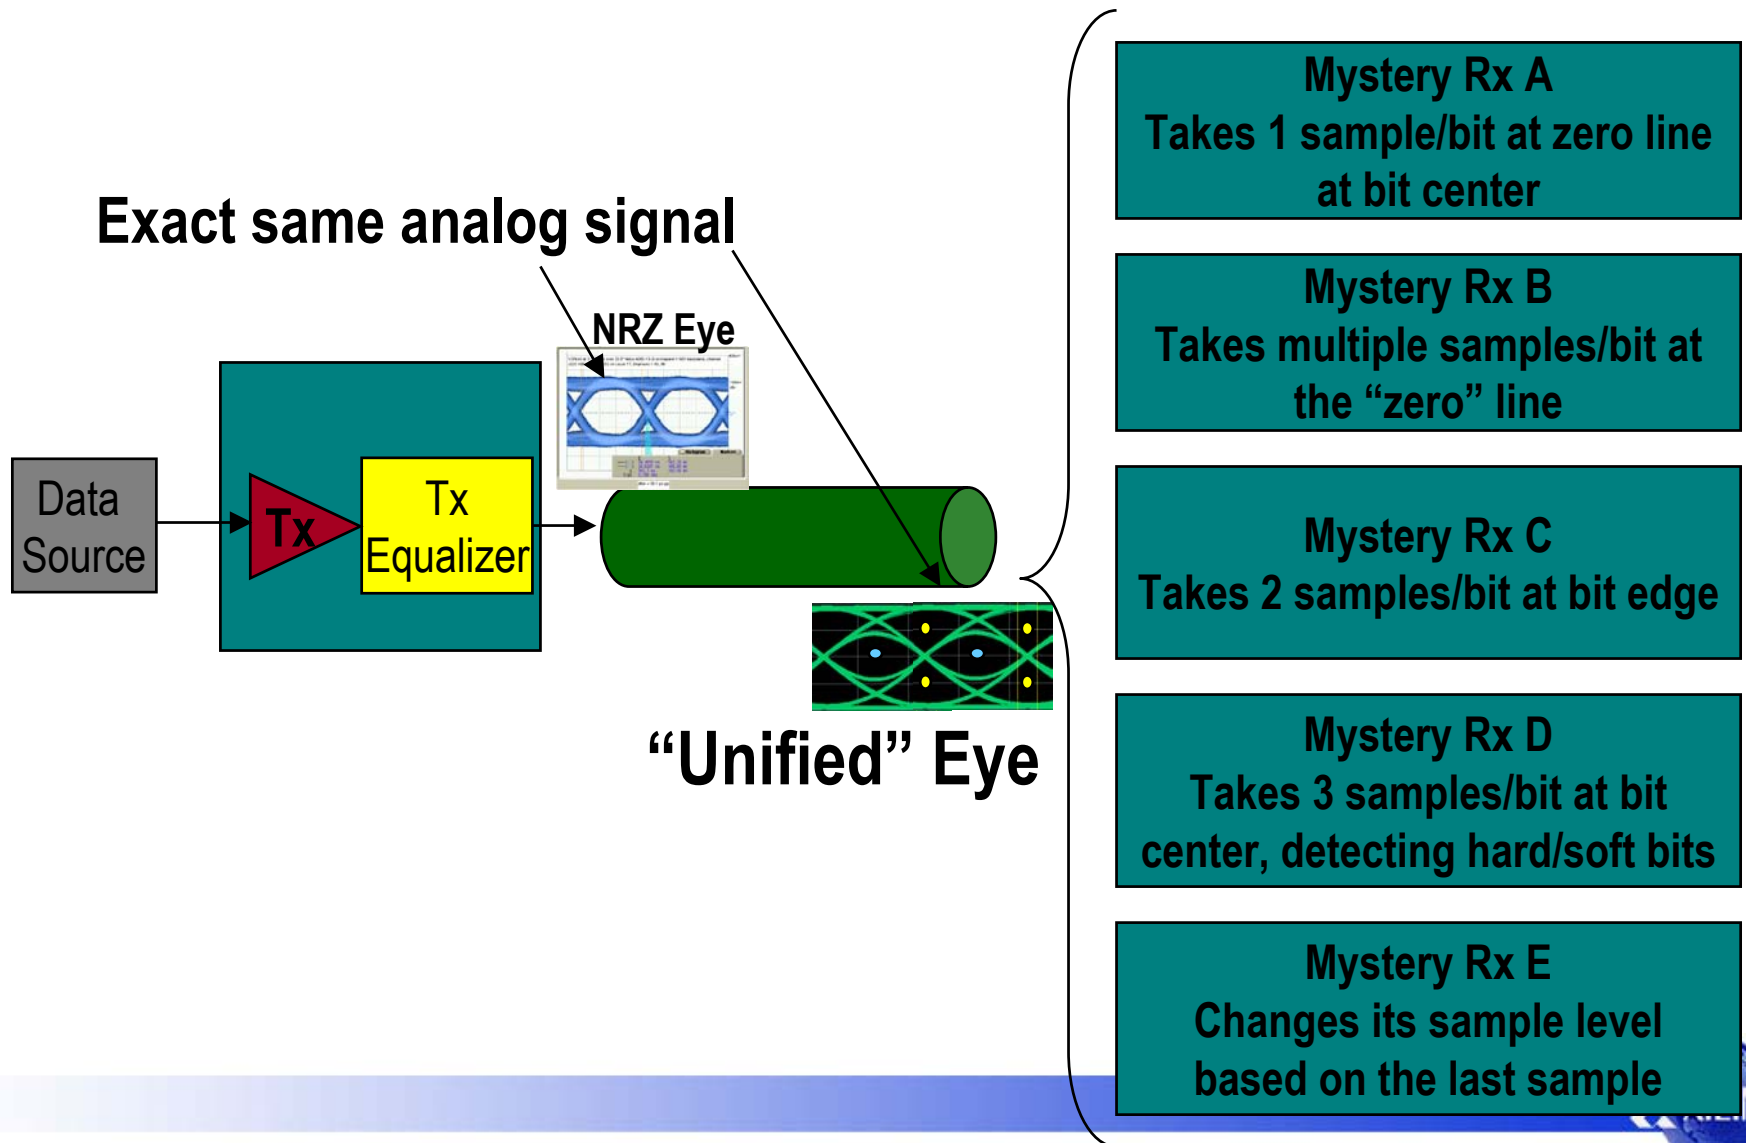 Exact same analog signal
NRZ Eye
Data
Source
Tx
Tx
Equalizer
“Unified” Eye
Mystery Rx A
Takes 1 sample/bit at zero line
at bit center
Mystery Rx B
Takes multiple samples/bit at
the “zero” line
Mystery Rx C
Takes 2 samples/bit at bit edge
Mystery Rx D
Takes 3 samples/bit at bit
center, detecting hard/soft bits
Mystery Rx E
Changes its sample level
based on the last sample